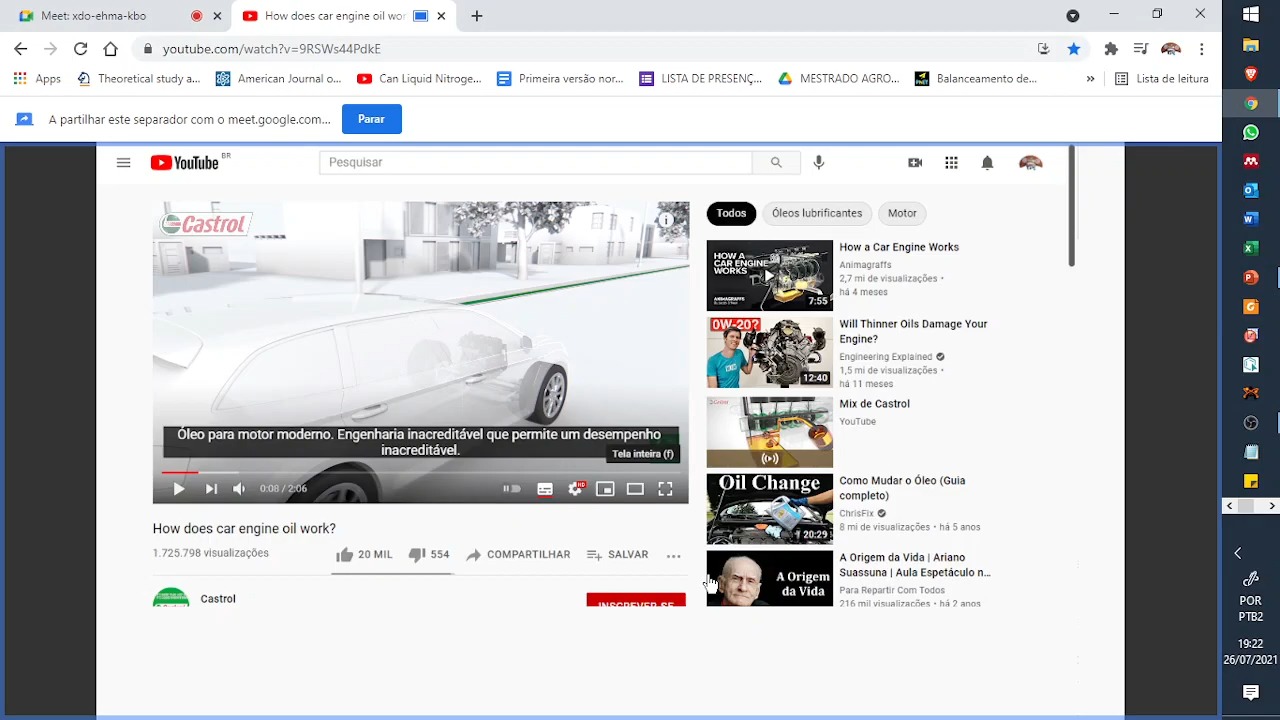 Meet: xdo-ehma-kbo
How does car engine oil wor
youtube.com/watch?v=9RSWs44PdkE
Apps
Theoretical study a...
American Journal o...
Can Liquid Nitroge...
Primeira versão nor...
LISTA DE PRESENÇ...
MESTRADO AGRO...
Balanceamento de...
»
Lista de leitura
A partilhar este separador com o meet.google.com...
Parar
YouTube BR
Pesquisar
Castrol
Óleo para motor moderno. Engenharia inacreditável que permite um desempenho
inacreditável.
Tela inteira (f)
0:08 / 2:06
HD
How does car engine oil work?
1.725.798 visualizações
20 MIL
554
COMPARTILHAR
SALVAR
...
Castrol
INSCREVER-SE
Todos
Óleos lubrificantes
Motor
HOW A
CAR ENGINE
WORKS
ANIMAGRAFFS
7:55
How a Car Engine Works
Animagraffs
2,7 mi de visualizações •
há 4 meses
0W-20?
12:40
Will Thinner Oils Damage Your
Engine?
Engineering Explained
1,5 mi de visualizações •
há 11 meses
Mix de Castrol
YouTube
Oil Change
20:29
Como Mudar o Óleo (Guia
completo)
ChrisFix
8 mi de visualizações • há 5 anos
A Origem
da Vida
A Origem da Vida | Ariano
Suassuna | Aula Espetáculo n...
Para Repartir Com Todos
216 mil visualizações • há 2 anos
POR
PTB2
19:22
26/07/2021